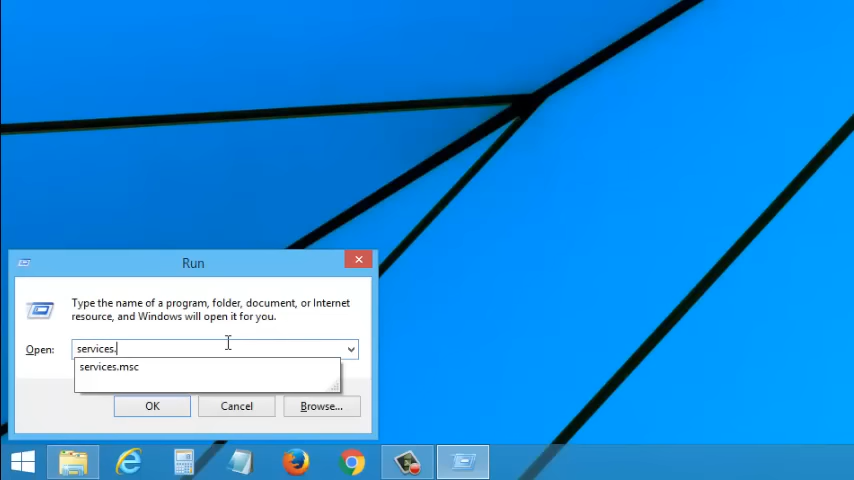 Run
Type the name of a program, folder, document, or Internet
resource, and Windows will open it for you.
Open: services.
services.msc
OK Cancel Browse...